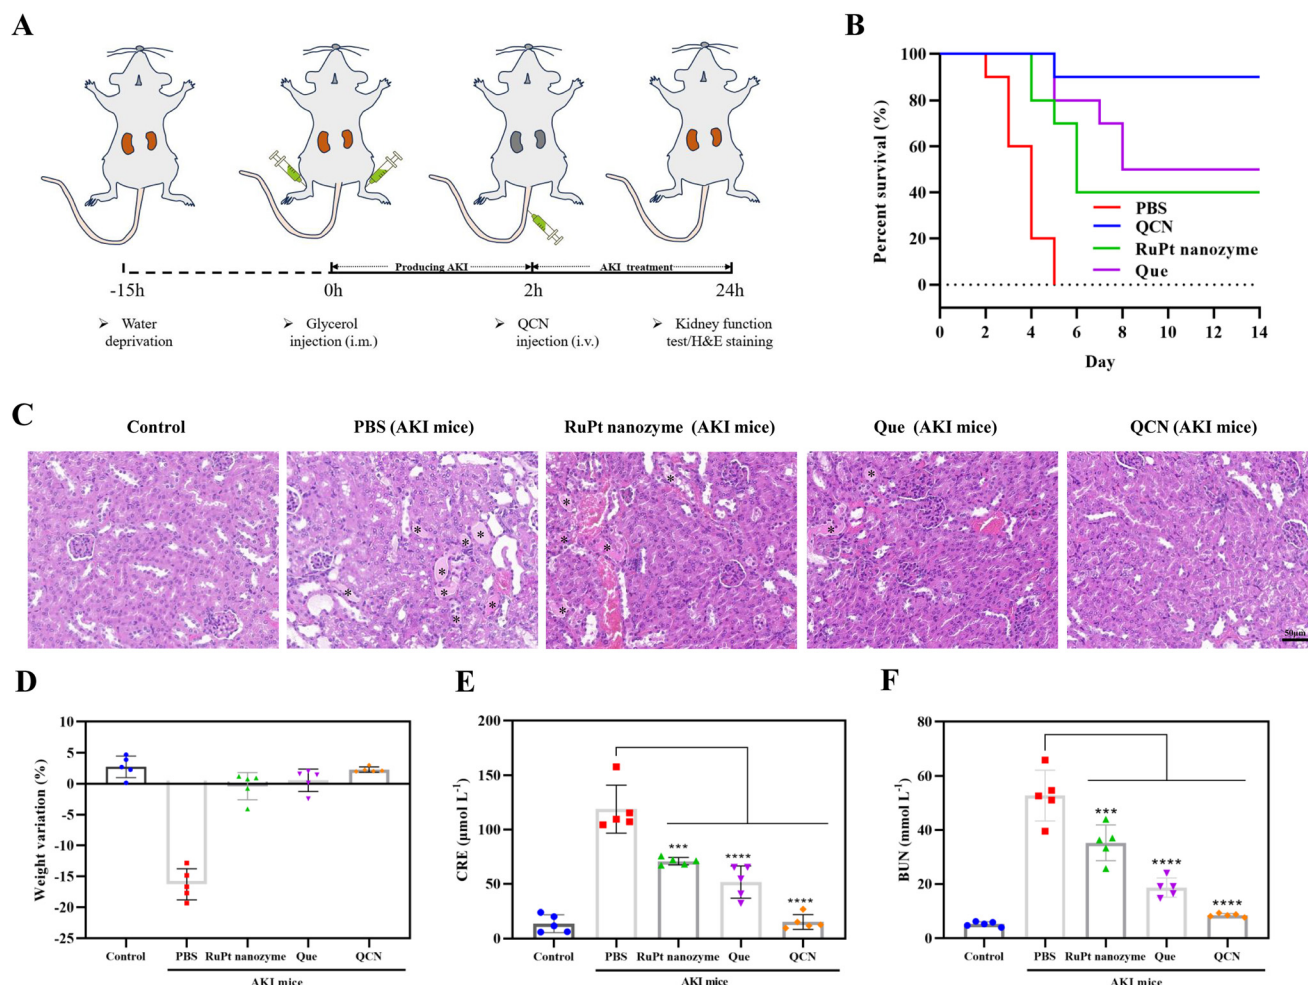 A
-15h
0h
Producing AKI
2h
AKI treatment
24h
➢ Water
deprivation
➢ Glycerol
injection (i.m.)
➢ QCN
injection (i.v.)
➢ Kidney function
test/H&E staining
B
Percent survival (%)
100
80
60
40
20
0
0 2 4 6 8 10 12 14
Day
PBS
QCN
RuPt nanozyme
Que
C
Control
PBS (AKI mice)
RuPt nanozyme (AKI mice)
Que (AKI mice)
QCN (AKI mice)
* * * * * * * * *
* * * * *
* *
50μm
D
Weight variation (%)
10
5
0
-5
-10
-15
-20
-25
Control PBS RuPt nanozyme Que QCN
AKI mice
E
CRE (μmol L⁻¹)
200
150
100
50
0
***
****
****
Control PBS RuPt nanozyme Que QCN
AKI mice
F
BUN (mmol L⁻¹)
80
60
40
20
0
***
****
****
Control PBS RuPt nanozyme Que QCN
AKI mice